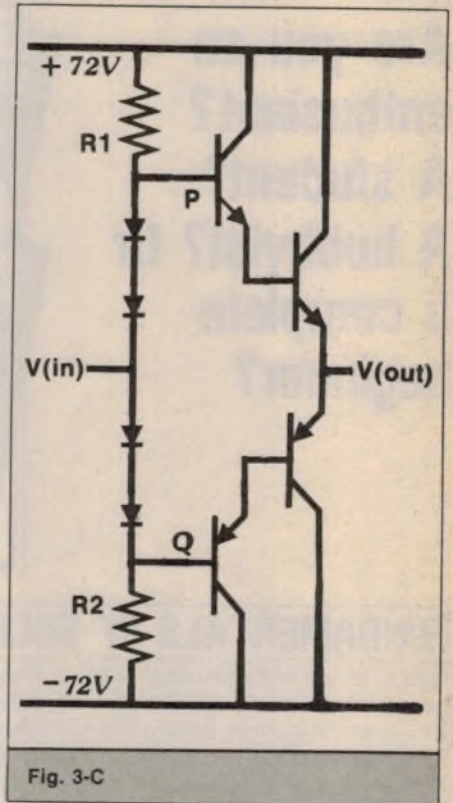 + 72V
R1
P
V(in)
V(out)
Q
R2
− 72V
Fig. 3-C